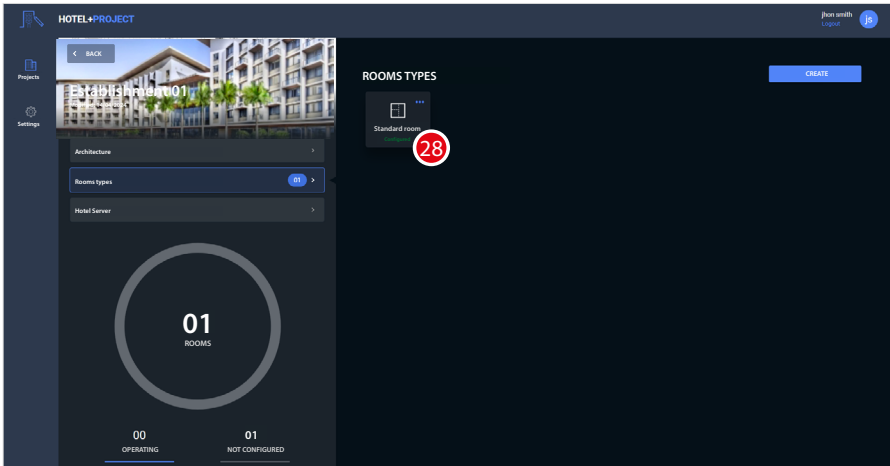 HOTEL+PROJECT
jhon smith
Logout
js
Projects
Settings
BACK
Establishment 01
ROOMS TYPES
CREATE
Standard room
Configured
28
Architecture
Rooms types 01
Hotel Server
01
ROOMS
00
OPERATING
01
NOT CONFIGURED